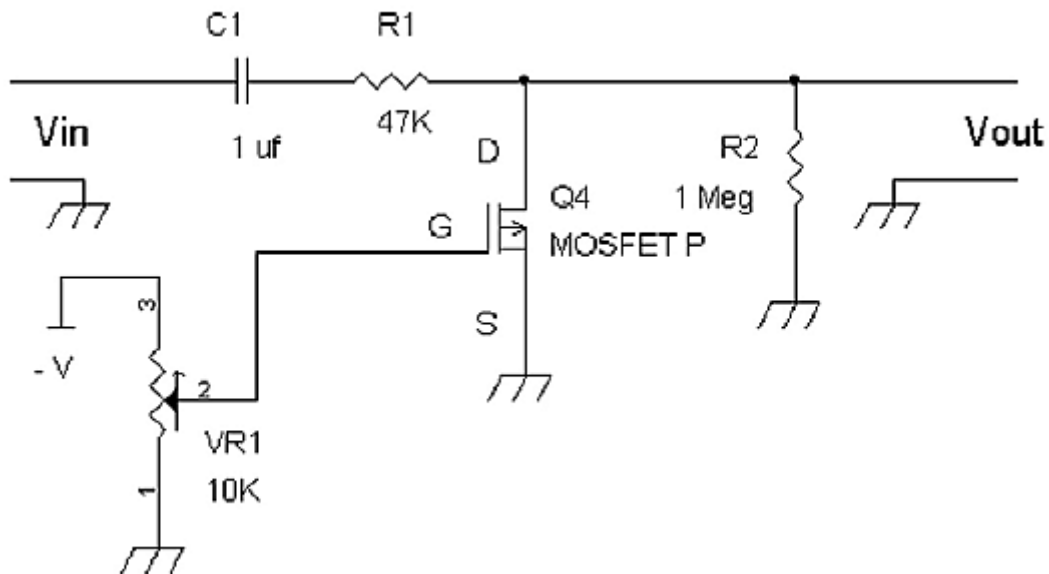 C1
R1
Vin
1 uf
47K
D
R2
Vout
Q4
1 Meg
G
MOSFET P
3
S
- V
2
VR1
10K
1